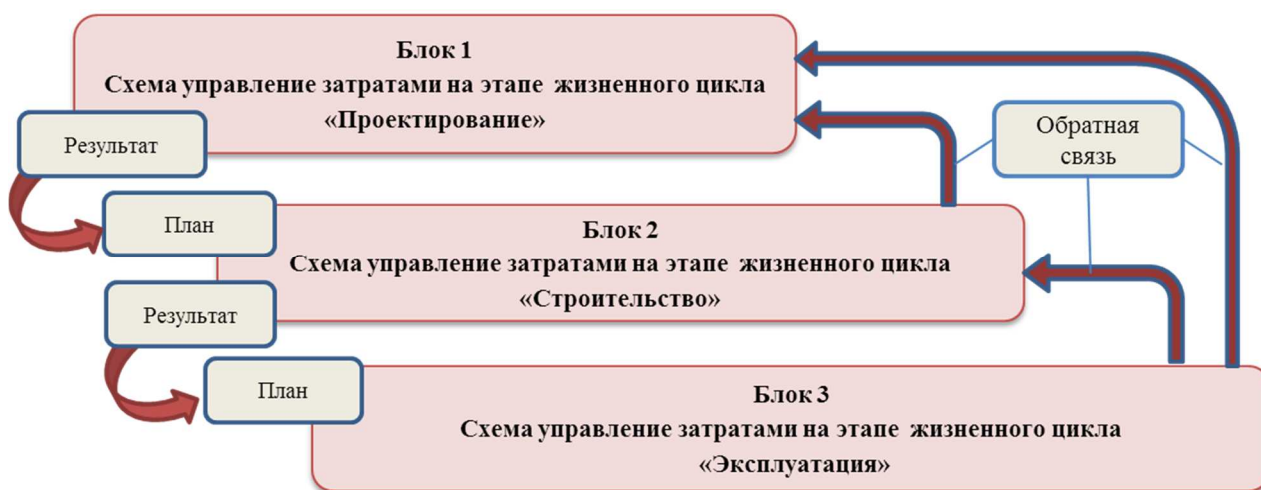 Блок 1
Схема управление затратами на этапе жизненного цикла
«Проектирование»
Обратная
связь
Результат
План
Блок 2
Схема управление затратами на этапе жизненного цикла
«Строительство»
Результат
План
Блок 3
Схема управление затратами на этапе жизненного цикла
«Эксплуатация»